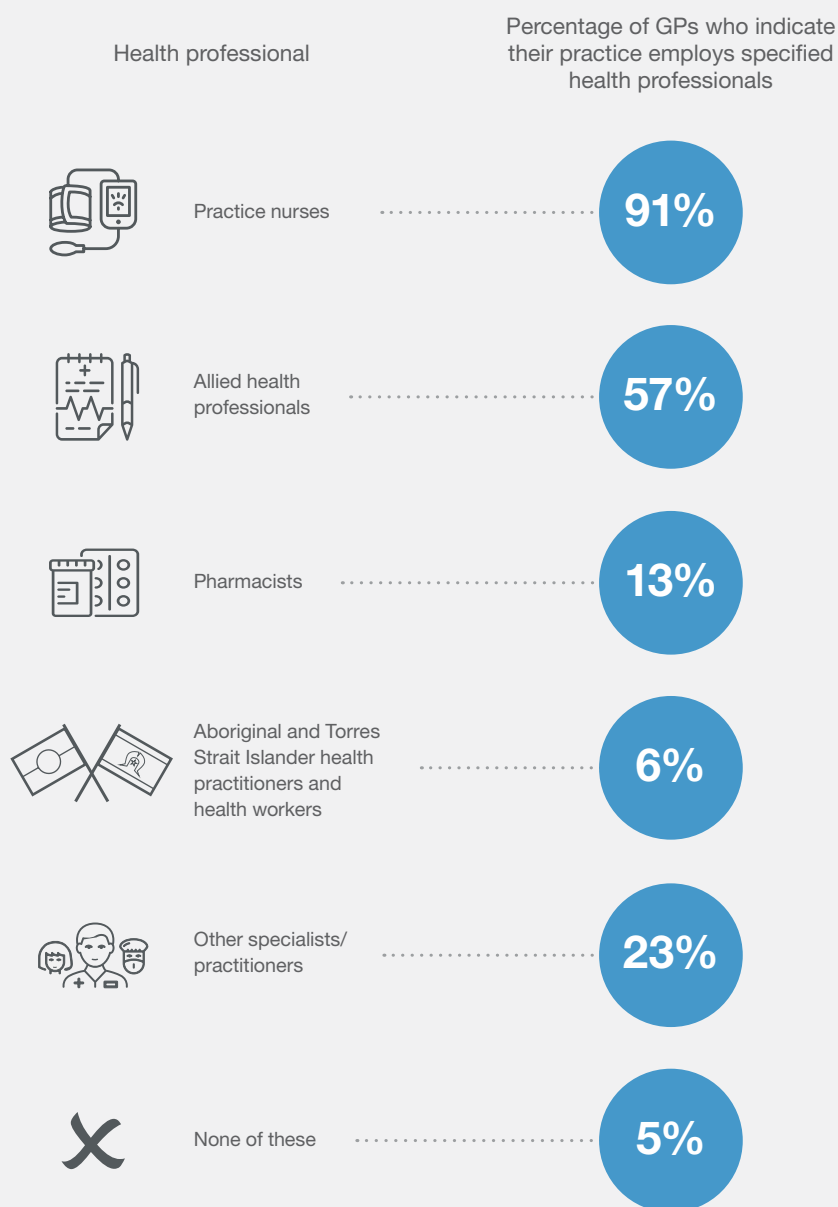 Health professional
Percentage of GPs who indicate
their practice employs specified
health professionals
Practice nurses
91%
Allied health
professionals
57%
Pharmacists
13%
Aboriginal and Torres
Strait Islander health
practitioners and
health workers
6%
Other specialists/
practitioners
23%
None of these
5%